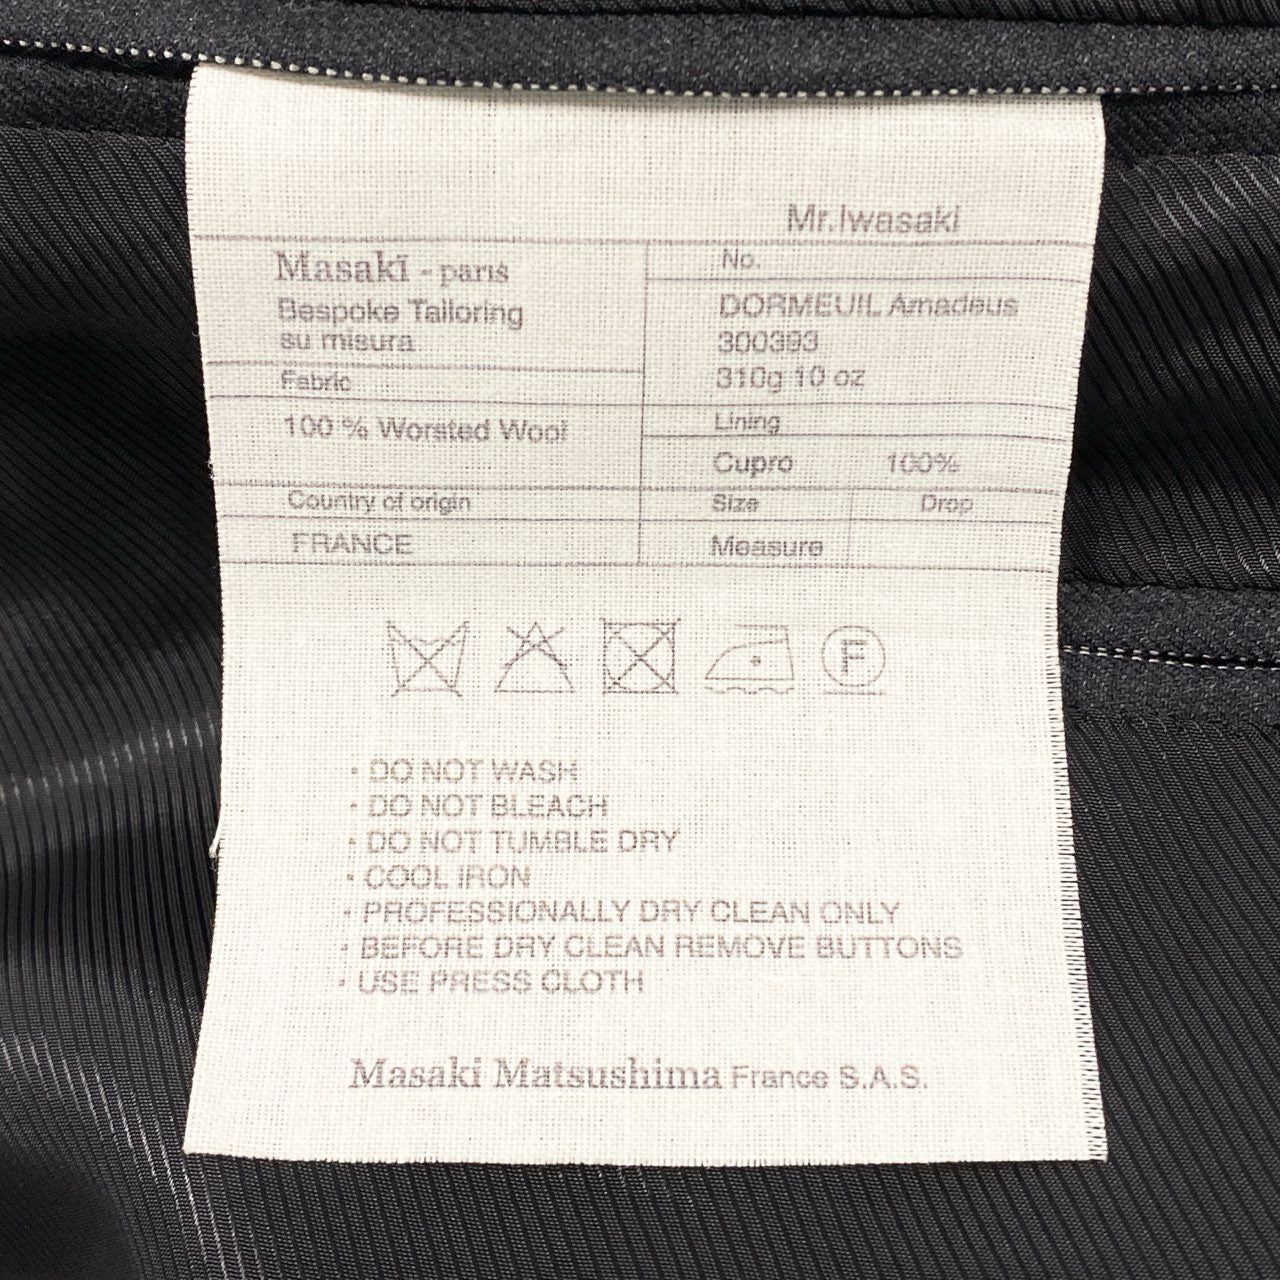 Mr.Iwasaki
Masaki - paris
Bespoke Tailoring
su misura
Fabric
100 % Worsted Wool
Country of origin
FRANCE
No.
DORMEUIL Amadeus
300393
310g 10 oz
Lining
Cupro 100%
Size Drop
Measure
F
· DO NOT WASH
· DO NOT BLEACH
· DO NOT TUMBLE DRY
· COOL IRON
· PROFESSIONALLY DRY CLEAN ONLY
· BEFORE DRY CLEAN REMOVE BUTTONS
· USE PRESS CLOTH
Masaki Matsushima France S.A.S.